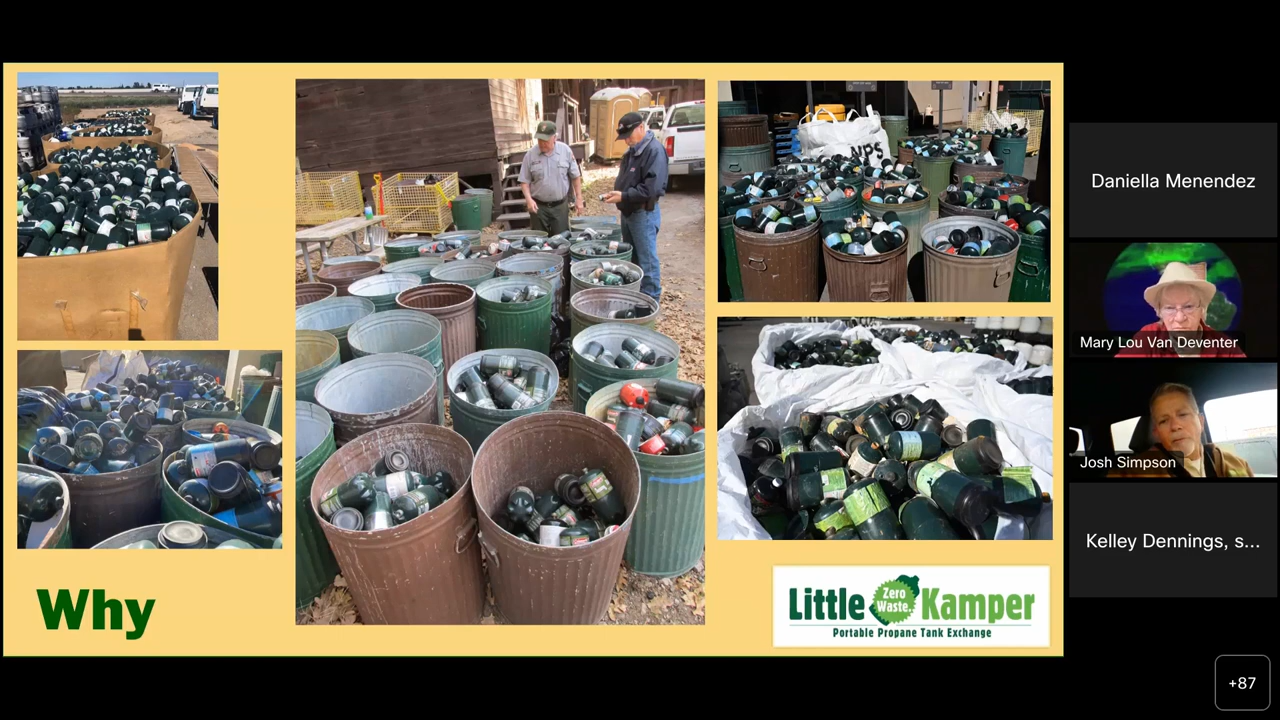 NPS
Why
Little Zero Waste. Kamper
Portable Propane Tank Exchange
Daniella Menendez
Mary Lou Van Deventer
Josh Simpson
Kelley Dennings, s...
+87